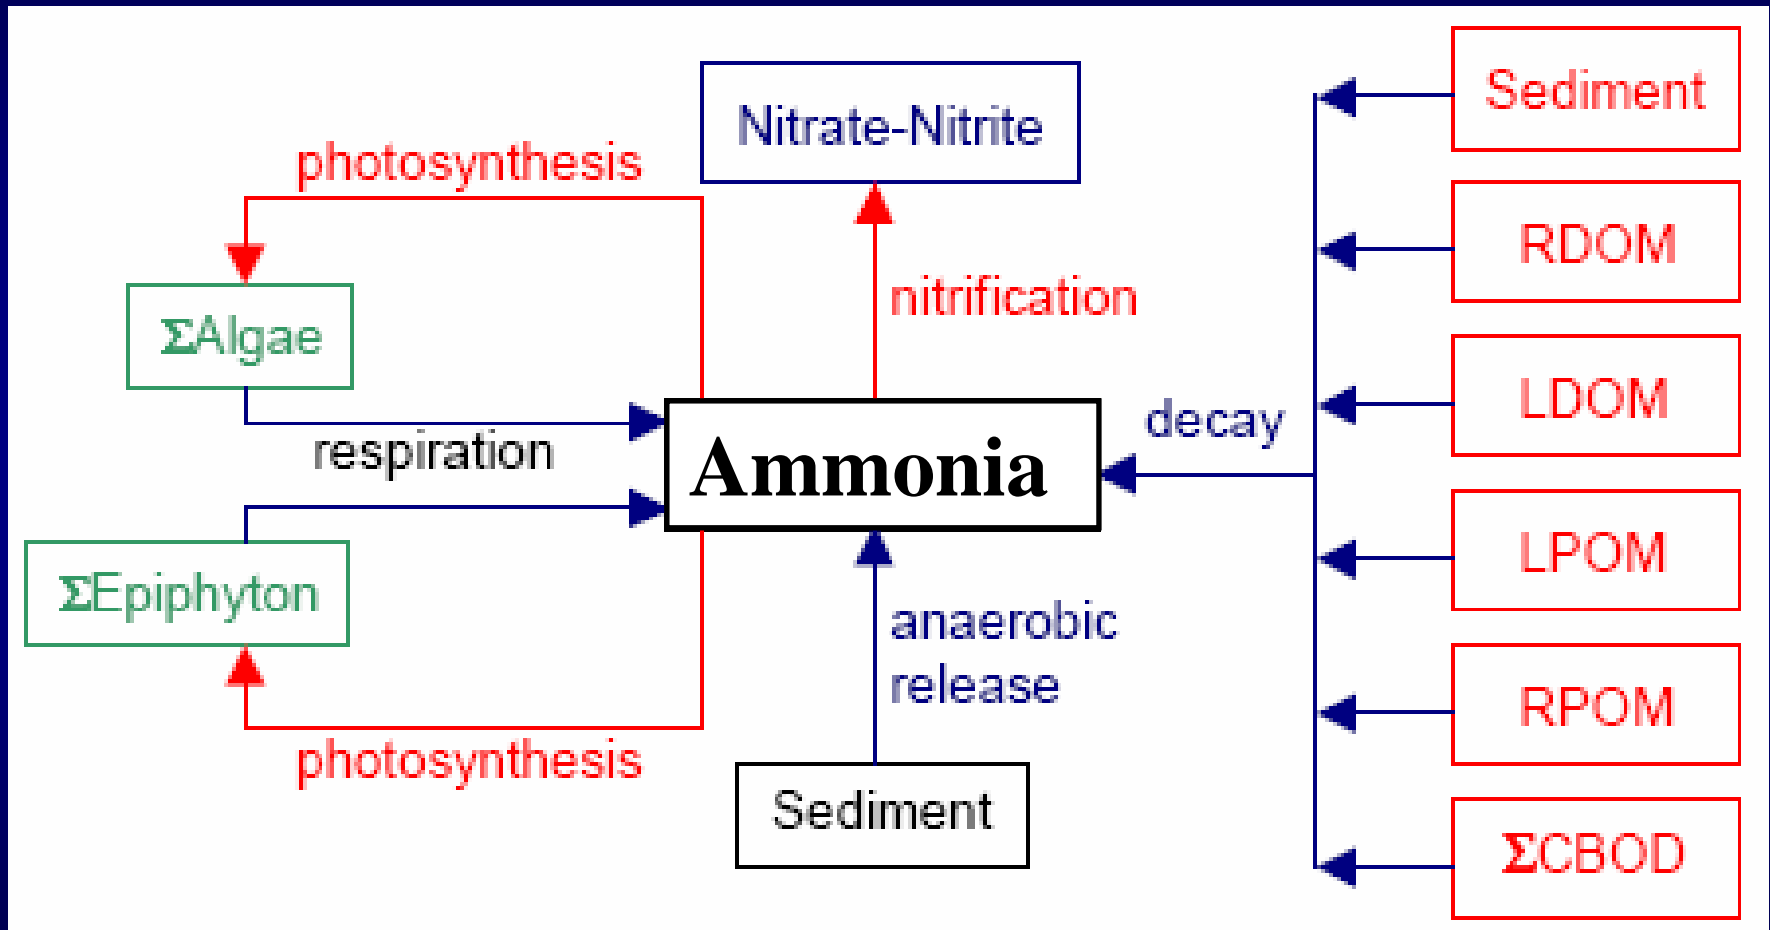 Nitrate-Nitrite
Sediment
photosynthesis
RDOM
nitrification
ΣAlgae
LDOM
decay
respiration
Ammonia
LPOM
ΣEpiphyton
anaerobic
release
RPOM
photosynthesis
Sediment
ΣCBOD